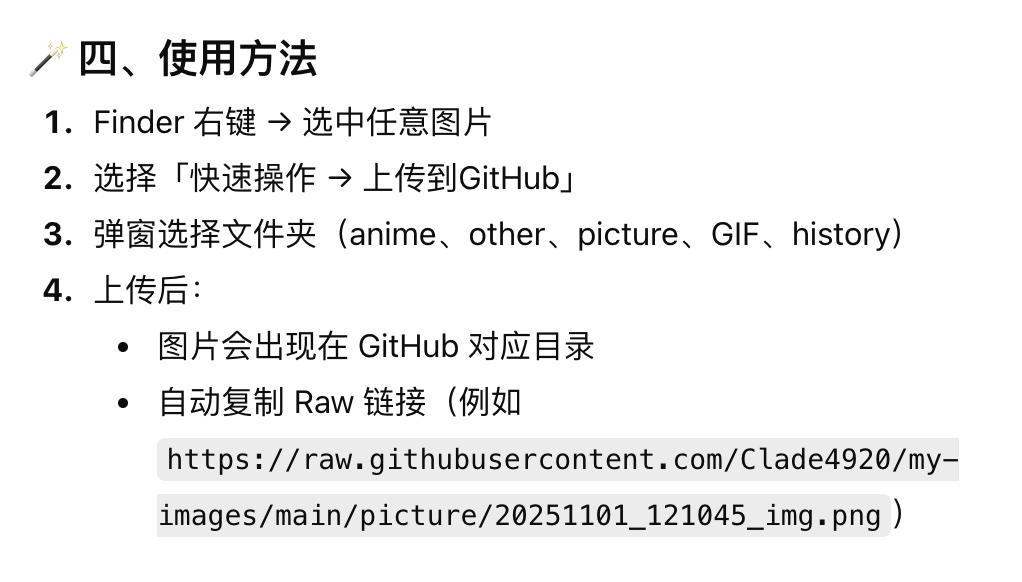 🪄 四、使用方法
1. Finder 右键 → 选中任意图片
2. 选择「快速操作 → 上传到GitHub」
3. 弹窗选择文件夹（anime、other、picture、GIF、history）
4. 上传后：
• 图片会出现在 GitHub 对应目录
• 自动复制 Raw 链接（例如
https://raw.githubusercontent.com/Clade4920/my-
images/main/picture/20251101_121045_img.png）